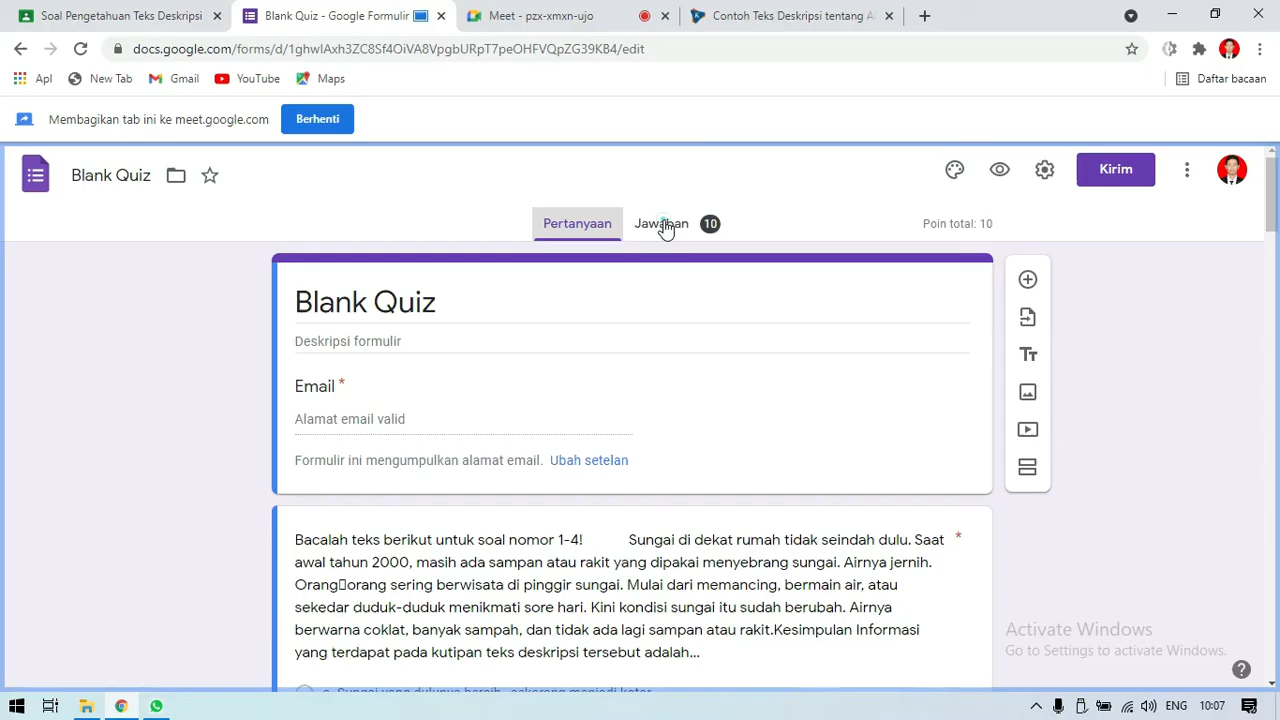 Soal Pengetahuan Teks Deskripsi
Blank Quiz - Google Formulir
Meet - pzx-xmxn-ujo
Contoh Teks Deskripsi tentang
docs.google.com/forms/d/1ghwIAxh3ZC8Sf4OiVA8VpgbURpT7peOHFVQpZG39KB4/edit
Apl
New Tab
Gmail
YouTube
Maps
Daftar bacaan
Membagikan tab ini ke meet.google.com
Berhenti
Blank Quiz
Kirim
Pertanyaan
Jawaban
10
Poin total: 10
Blank Quiz
Deskripsi formulir
Email *
Alamat email valid
Formulir ini mengumpulkan alamat email. Ubah setelan
Bacalah teks berikut untuk soal nomor 1-4! Sungai di dekat rumah tidak seindah dulu. Saat *
awal tahun 2000, masih ada sampan atau rakit yang dipakai menyebrang sungai. Airnya jernih.
Orang▯orang sering berwisata di pinggir sungai. Mulai dari memancing, bermain air, atau
sekedar duduk-duduk menikmati sore hari. Kini kondisi sungai itu sudah berubah. Airnya
berwarna coklat, banyak sampah, dan tidak ada lagi sampan atau rakit.Kesimpulan Informasi
yang terdapat pada kutipan teks deskripsi tersebut adalah...
Activate Windows
Go to Settings to activate Windows.
ENG
10:07